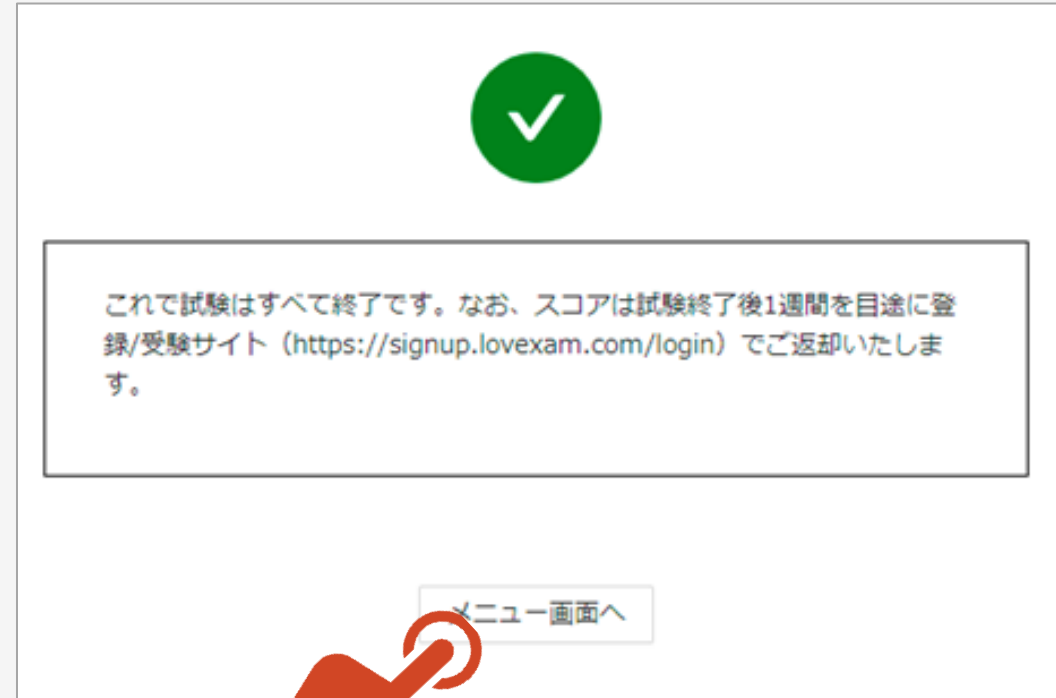 これで試験はすべて終了です。なお、スコアは試験終了後1週間を目途に登
録/受験サイト（https://signup.lovexam.com/login）でご返却いたしま
す。
メニュー画面へ